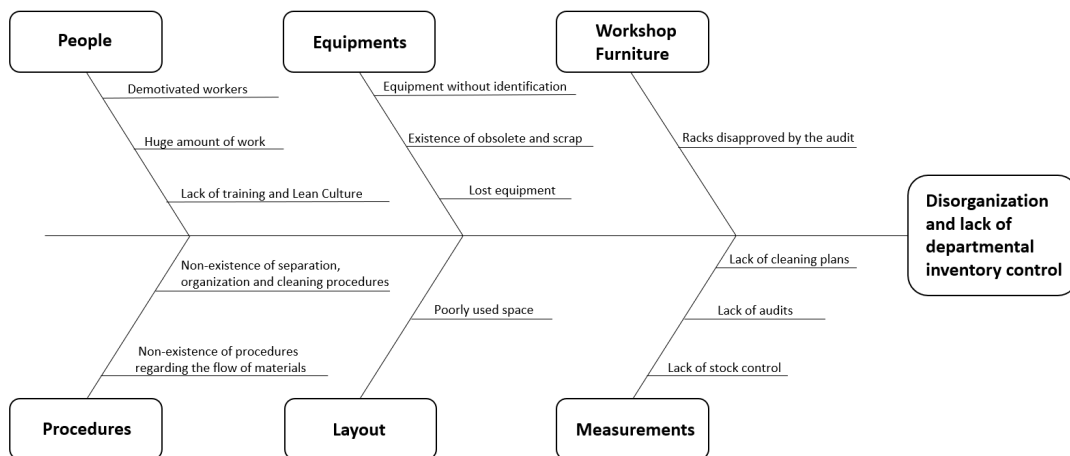 People
Equipments
Workshop
Furniture
Demotivated workers
Huge amount of work
Lack of training and Lean Culture
Equipment without identification
Existence of obsolete and scrap
Lost equipment
Racks disapproved by the audit
Disorganization
and lack of
departmental
inventory control
Non-existence of separation,
organization and cleaning procedures
Non-existence of procedures
regarding the flow of materials
Poorly used space
Lack of cleaning plans
Lack of audits
Lack of stock control
Procedures
Layout
Measurements